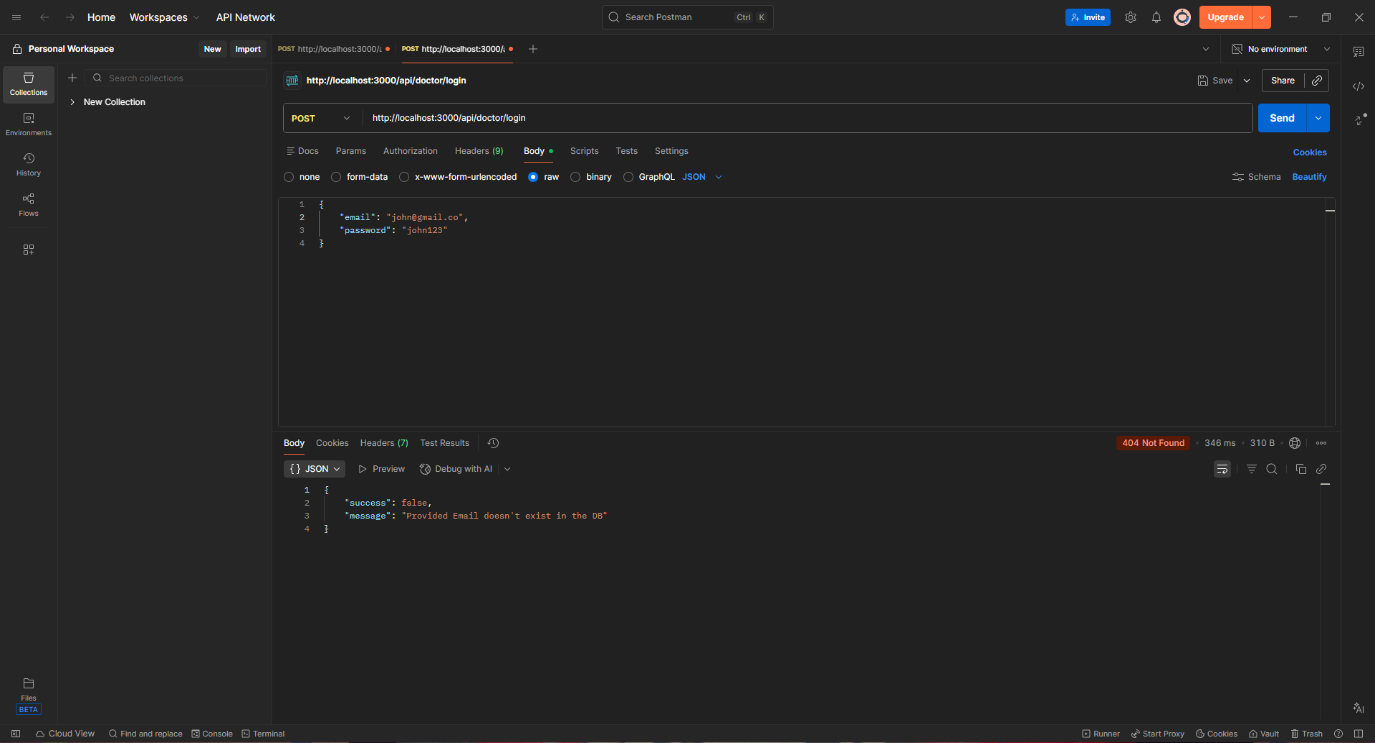 Home Workspaces API Network Search Postman Ctrl K Invite Upgrade
Personal Workspace New Import POST http://localhost:3000/ POST http://localhost:3000/ No environment
Collections Search collections http://localhost:3000/api/doctor/login Save Share
New Collection
POST http://localhost:3000/api/doctor/login Send
Environments
Docs Params Authorization Headers (9) Body Scripts Tests Settings Cookies
History
none form-data x-www-form-urlencoded raw binary GraphQL JSON Schema Beautify
Flows
1 {
2 "email": "john@gmail.co",
3 "password": "john123"
4 }
Body Cookies Headers (7) Test Results 404 Not Found 346 ms 310 B
{} JSON Preview Debug with AI
1 {
2 "success": false,
3 "message": "Provided Email doesn't exist in the DB"
4 }
Files
BETA
AI
Cloud View Find and replace Console Terminal Runner Start Proxy Cookies Vault Trash